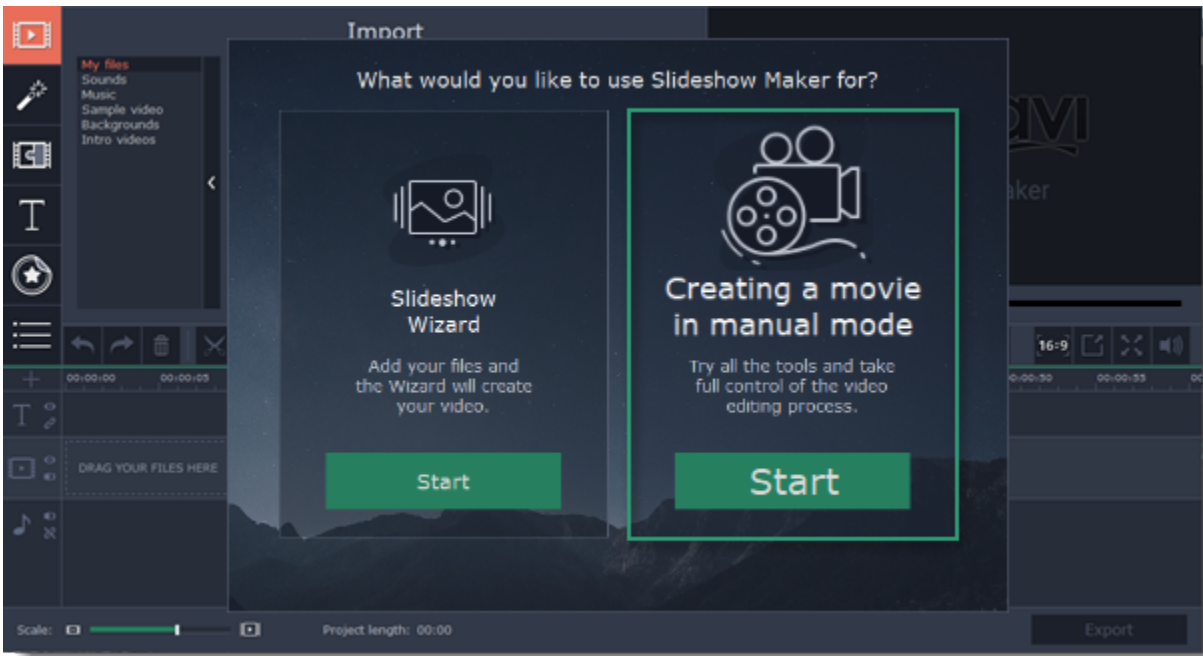 Import
My files
Sounds
Music
Sample video
Backgrounds
Intro videos
What would you like to use Slideshow Maker for?
Slideshow
Wizard
Add your files and
the Wizard will create
your video.
Start
Creating a movie
in manual mode
Try all the tools and take
full control of the video
editing process.
Start
avi
aker
16:9
00:00:00 00:00:05 0:00:50 00:00:55 00
DRAG YOUR FILES HERE
Scale:
Project length: 00:00
Export